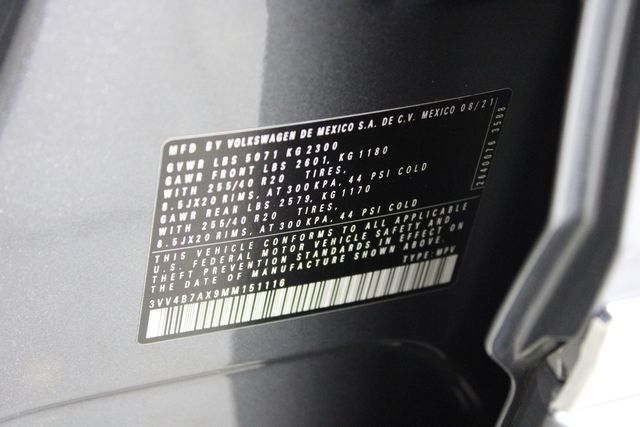 MFD BY VOLKSWAGEN DE MEXICO S.A. DE C.V. MEXICO 08/21
GVWR LBS 5071 KG 2300
GAWR FRONT LBS 2601, KG 1180
WITH 255/40 R20 TIRES,
8.5JX20 RIMS, AT 300 KPA, 44 PSI COLD
GAWR REAR LBS 2579, KG 1170
WITH 255/40 R20 TIRES,
8.5JX20 RIMS, AT 300 KPA, 44 PSI COLD
THIS VEHICLE CONFORMS TO ALL APPLICABLE
U.S. FEDERAL MOTOR VEHICLE SAFETY AND
THEFT PREVENTION STANDARDS IN EFFECT ON
THE DATE OF MANUFACTURE SHOWN ABOVE.
3VV4B7AX9MM151116 TYPE: MPV
2640076 3588